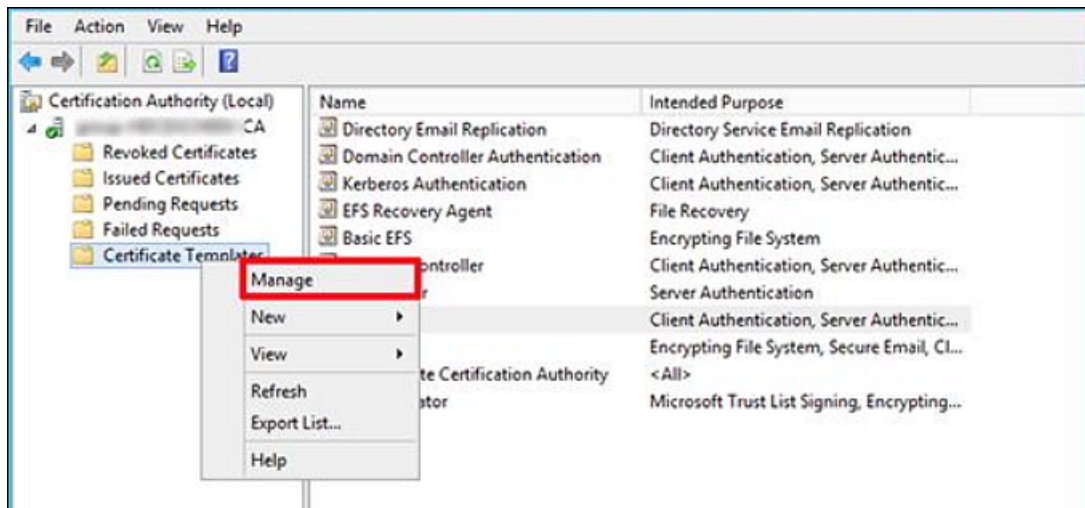 File Action View Help
Certification Authority (Local)
CA
Revoked Certificates
Issued Certificates
Pending Requests
Failed Requests
Certificate Templates
Manage
New
View
Refresh
Export List...
Help
Name Intended Purpose
Directory Email Replication Directory Service Email Replication
Domain Controller Authentication Client Authentication, Server Authentic...
Kerberos Authentication Client Authentication, Server Authentic...
EFS Recovery Agent File Recovery
Basic EFS Encrypting File System
ontroller Client Authentication, Server Authentic...
r Server Authentication
Client Authentication, Server Authentic...
Encrypting File System, Secure Email, Cl...
te Certification Authority <All>
ator Microsoft Trust List Signing, Encrypting...